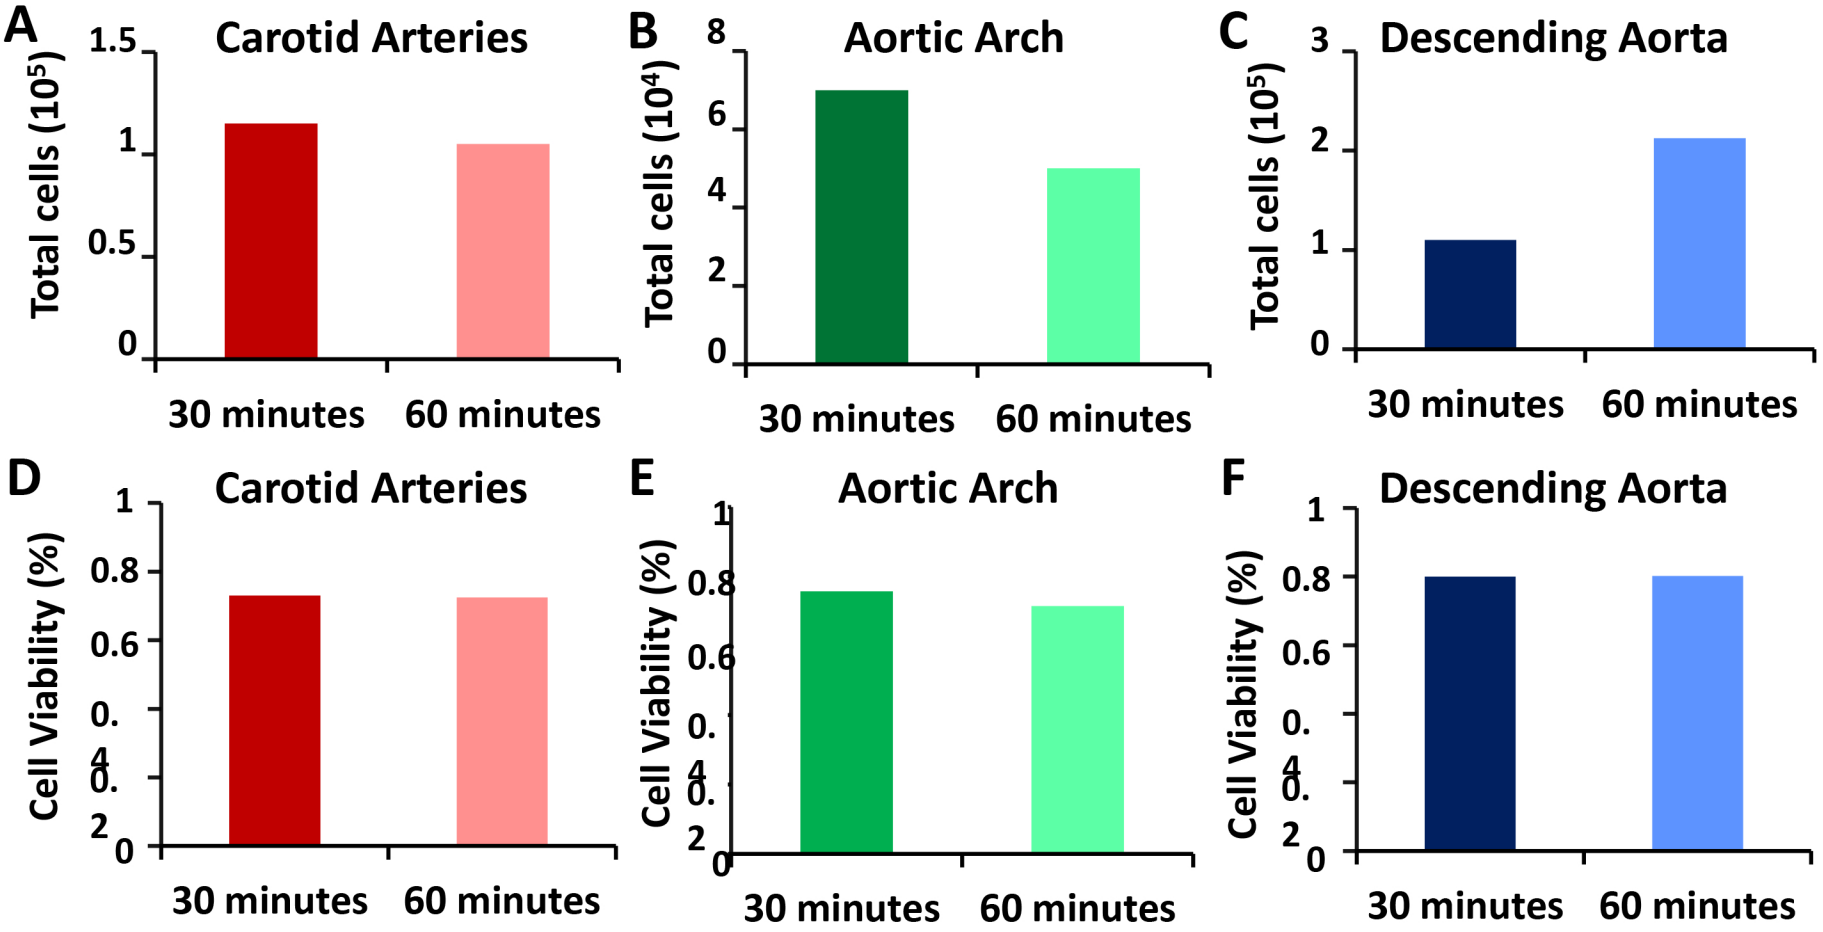 A
Carotid Arteries
Total cells (10⁵)
1.5
1
0.5
0
30 minutes
60 minutes
B
Aortic Arch
Total cells (10⁴)
8
6
4
2
0
30 minutes
60 minutes
C
Descending Aorta
Total cells (10⁵)
3
2
1
0
30 minutes
60 minutes
D
Carotid Arteries
Cell Viability (%)
1
0.8
0.6
0.
4
0.
2
0
30 minutes
60 minutes
E
Aortic Arch
Cell Viability (%)
1
0.8
0.6
0.
4
0.
2
0
30 minutes
60 minutes
F
Descending Aorta
Cell Viability (%)
1
0.8
0.6
0.
4
0.
2
0
30 minutes
60 minutes